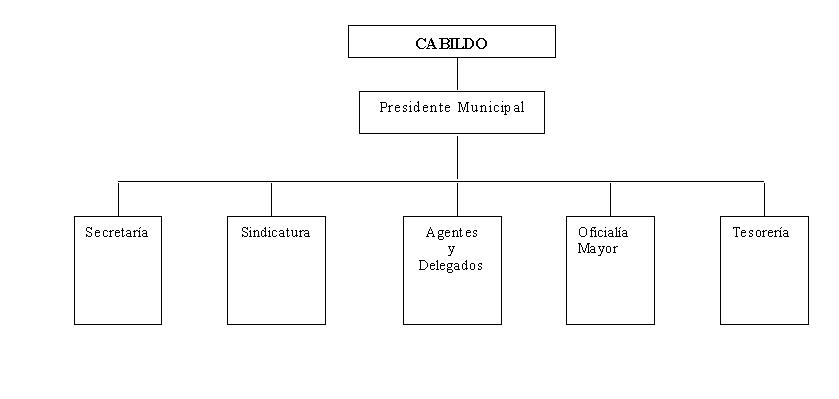 CABILDO
Presidente Municipal
Secretaría
Sindicatura
Agentes
y
Delegados
Oficialía
Mayor
Tesorería